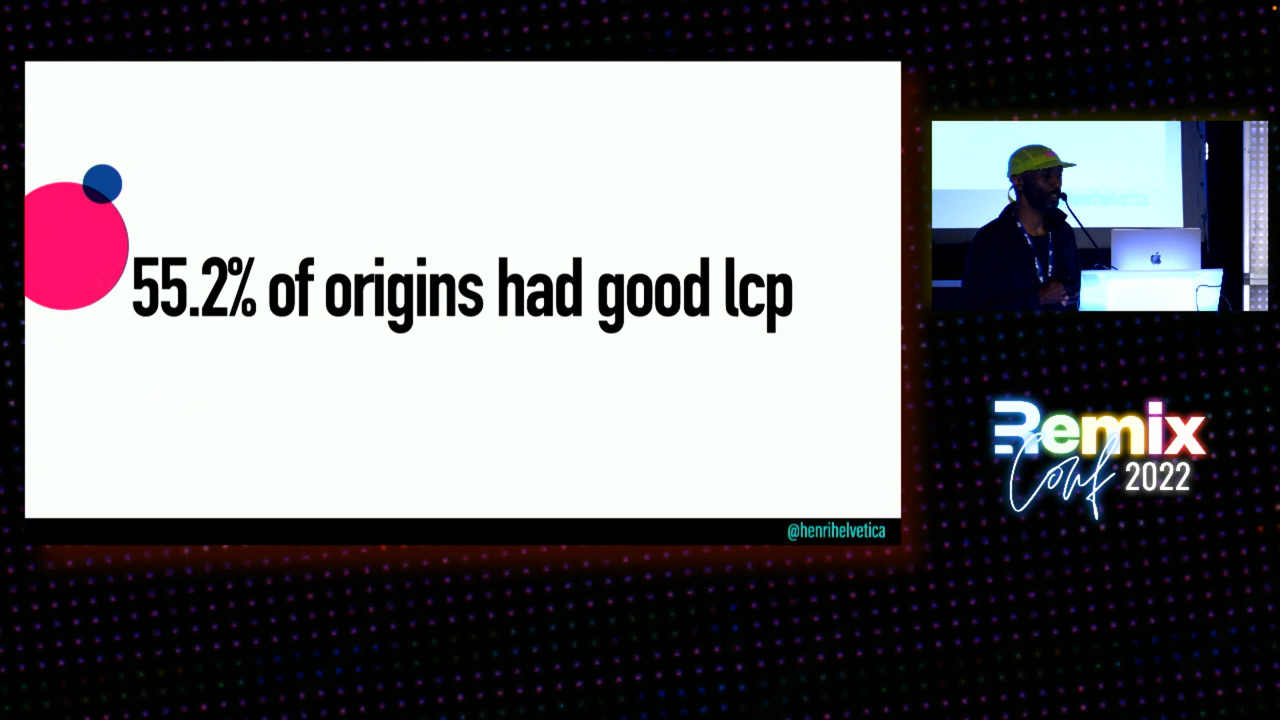 55.2% of origins had good lcp
@henrihelvetica
Remix
Conf 2022